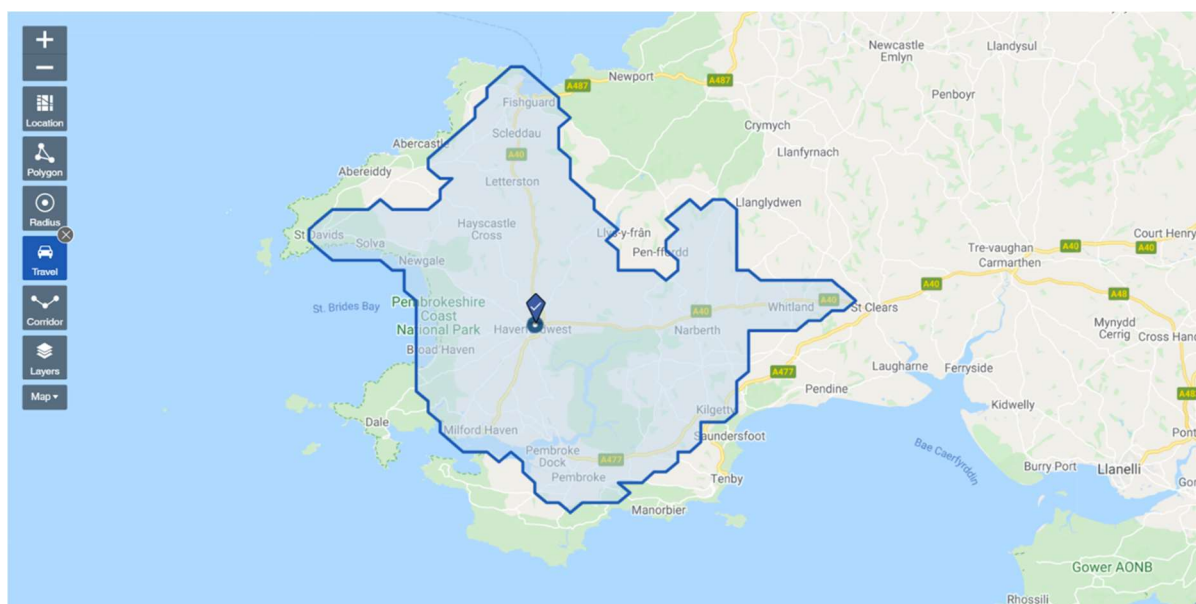 +
−
Location
Polygon
Radius
Travel
Corridor
Layers
Map
Newcastle
Emlyn
Llandysul
Newport
A487
A487
Penboyr
Fishguard
Scleddau
Crymych
Abercastle
Llanfyrnach
Abereiddy
A40
Letterston
Llanglydwen
Hayscastle
Cross
Llys-y-frân
St Davids
Solva
Pen-ffordd
Court Henry
Tre-vaughan
A40
A40
Newgale
Carmarthen
A40
A48
St. Brides Bay
Pembrokeshire
Coast
National Park
A40
Whitland
A40
St Clears
Narberth
Mynydd
Cerrig
Cross Han
Broad Haven
A477
Laugharne
Ferryside
Pendine
Kidwelly
Dale
Kilgetty
Milford Haven
Saundersfoot
Pembroke
Dock
A477
Bae Caerfyrddin
Burry Port
Llanelli
Pembroke
Tenby
Manorbier
Gower AONB
Rhossili